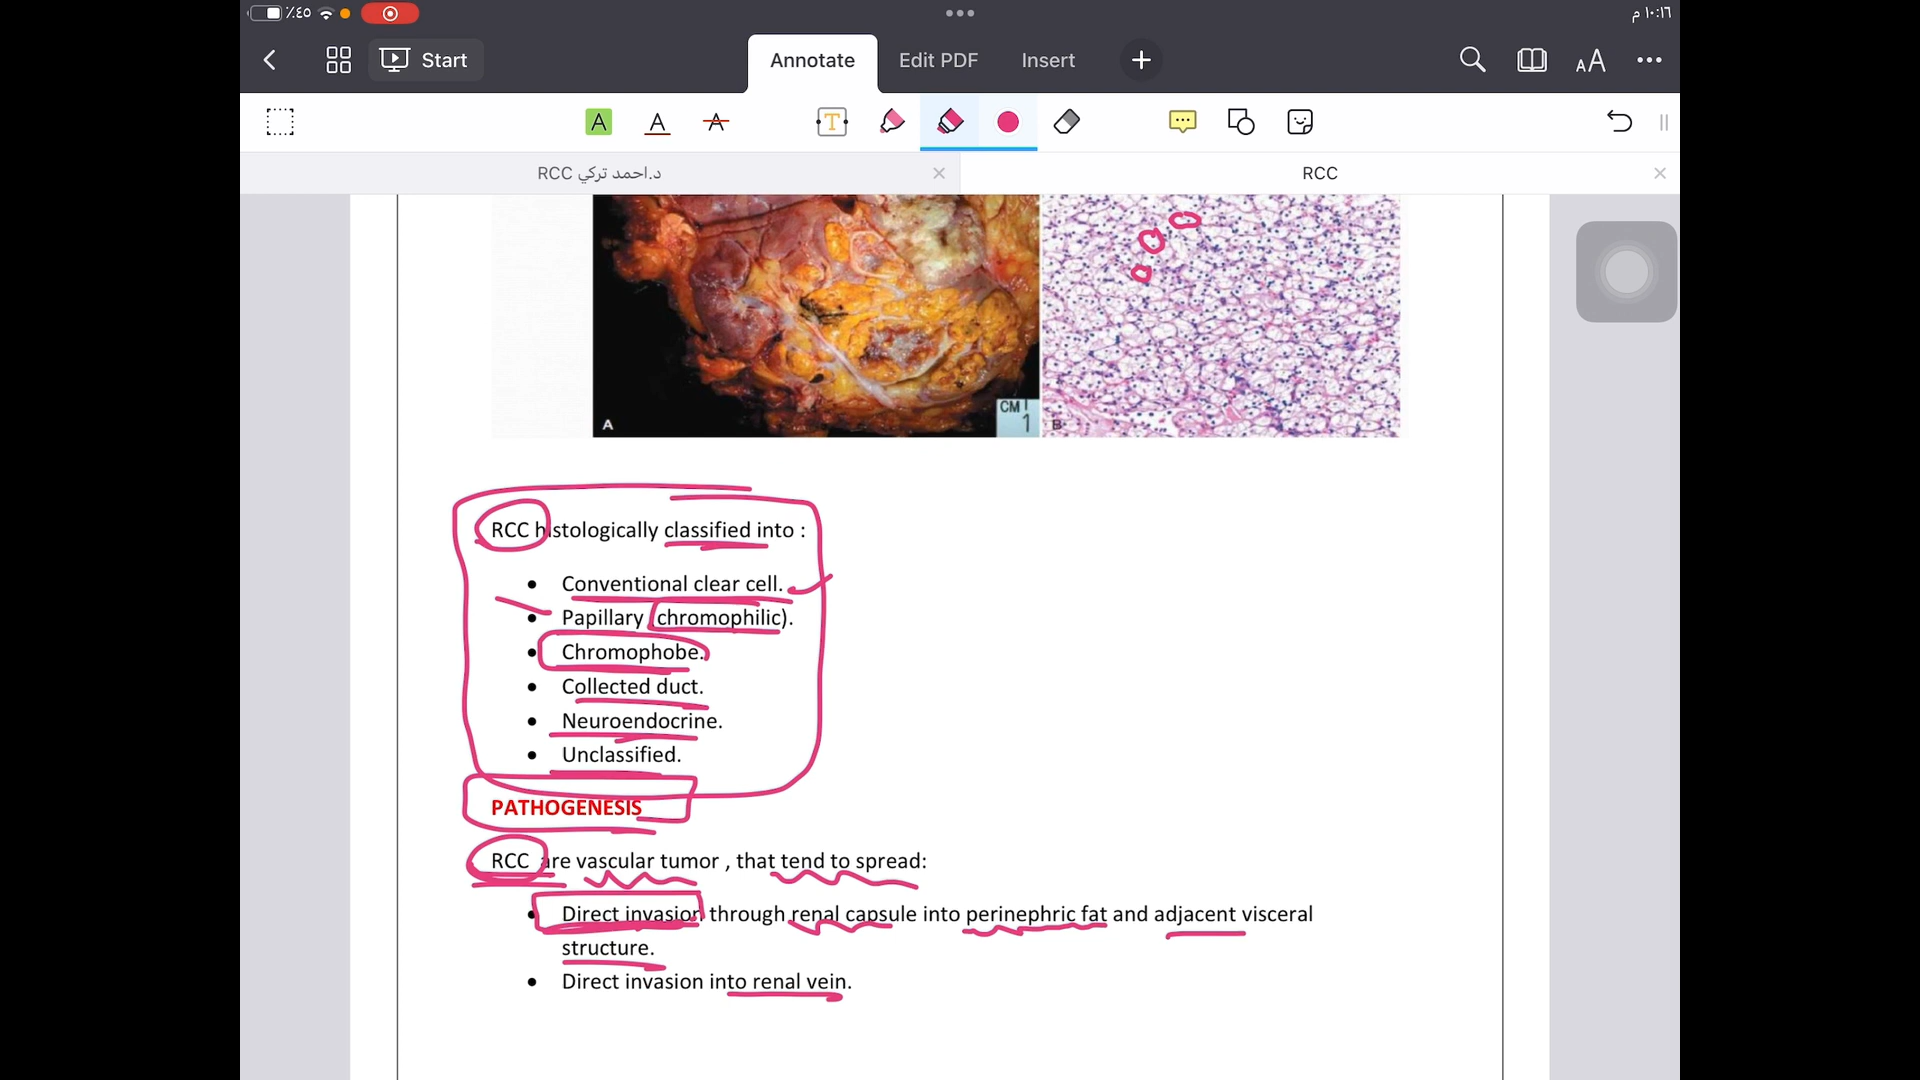 ٪٤٥
١٠:١٦ م
Start
Annotate
Edit PDF
Insert
RCC د.احمد تركي
RCC
A
CM
1
B
RCC histologically classified into :
• Conventional clear cell.
• Papillary (chromophilic).
• Chromophobe.
• Collected duct.
• Neuroendocrine.
• Unclassified.
PATHOGENESIS
RCC are vascular tumor , that tend to spread:
• Direct invasion through renal capsule into perinephric fat and adjacent visceral
structure.
• Direct invasion into renal vein.